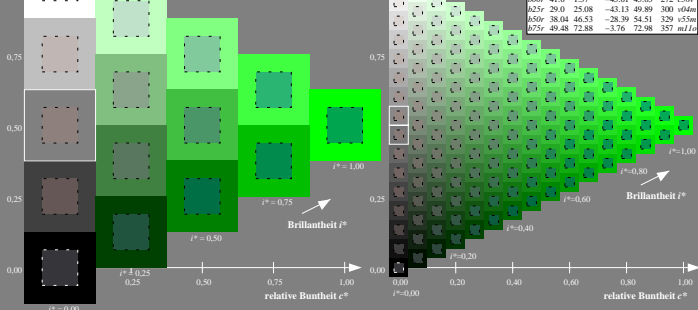 b25r 29.0 25.08 −43.13 49.89 300 v04m
b50r 38.04 46.53 −28.39 54.51 329 v55m
b75r 49.48 72.88 −3.76 72.98 357 m11o
0,75
0,50
0,25
0,00
i* = 1,00
i* = 0,75
i* = 0,50
i* = 0,25
i* = 0,00
Brillantheit i*
0,25 0,50 0,75 1,00
relative Buntheit c*
0,75
0,50
0,25
0,00
i*=1,00
i*=0,80
i*=0,60
i*=0,40
i*=0,20
i*=0,00
Brillantheit i*
0,20 0,40 0,60 0,80 1,00
relative Buntheit c*